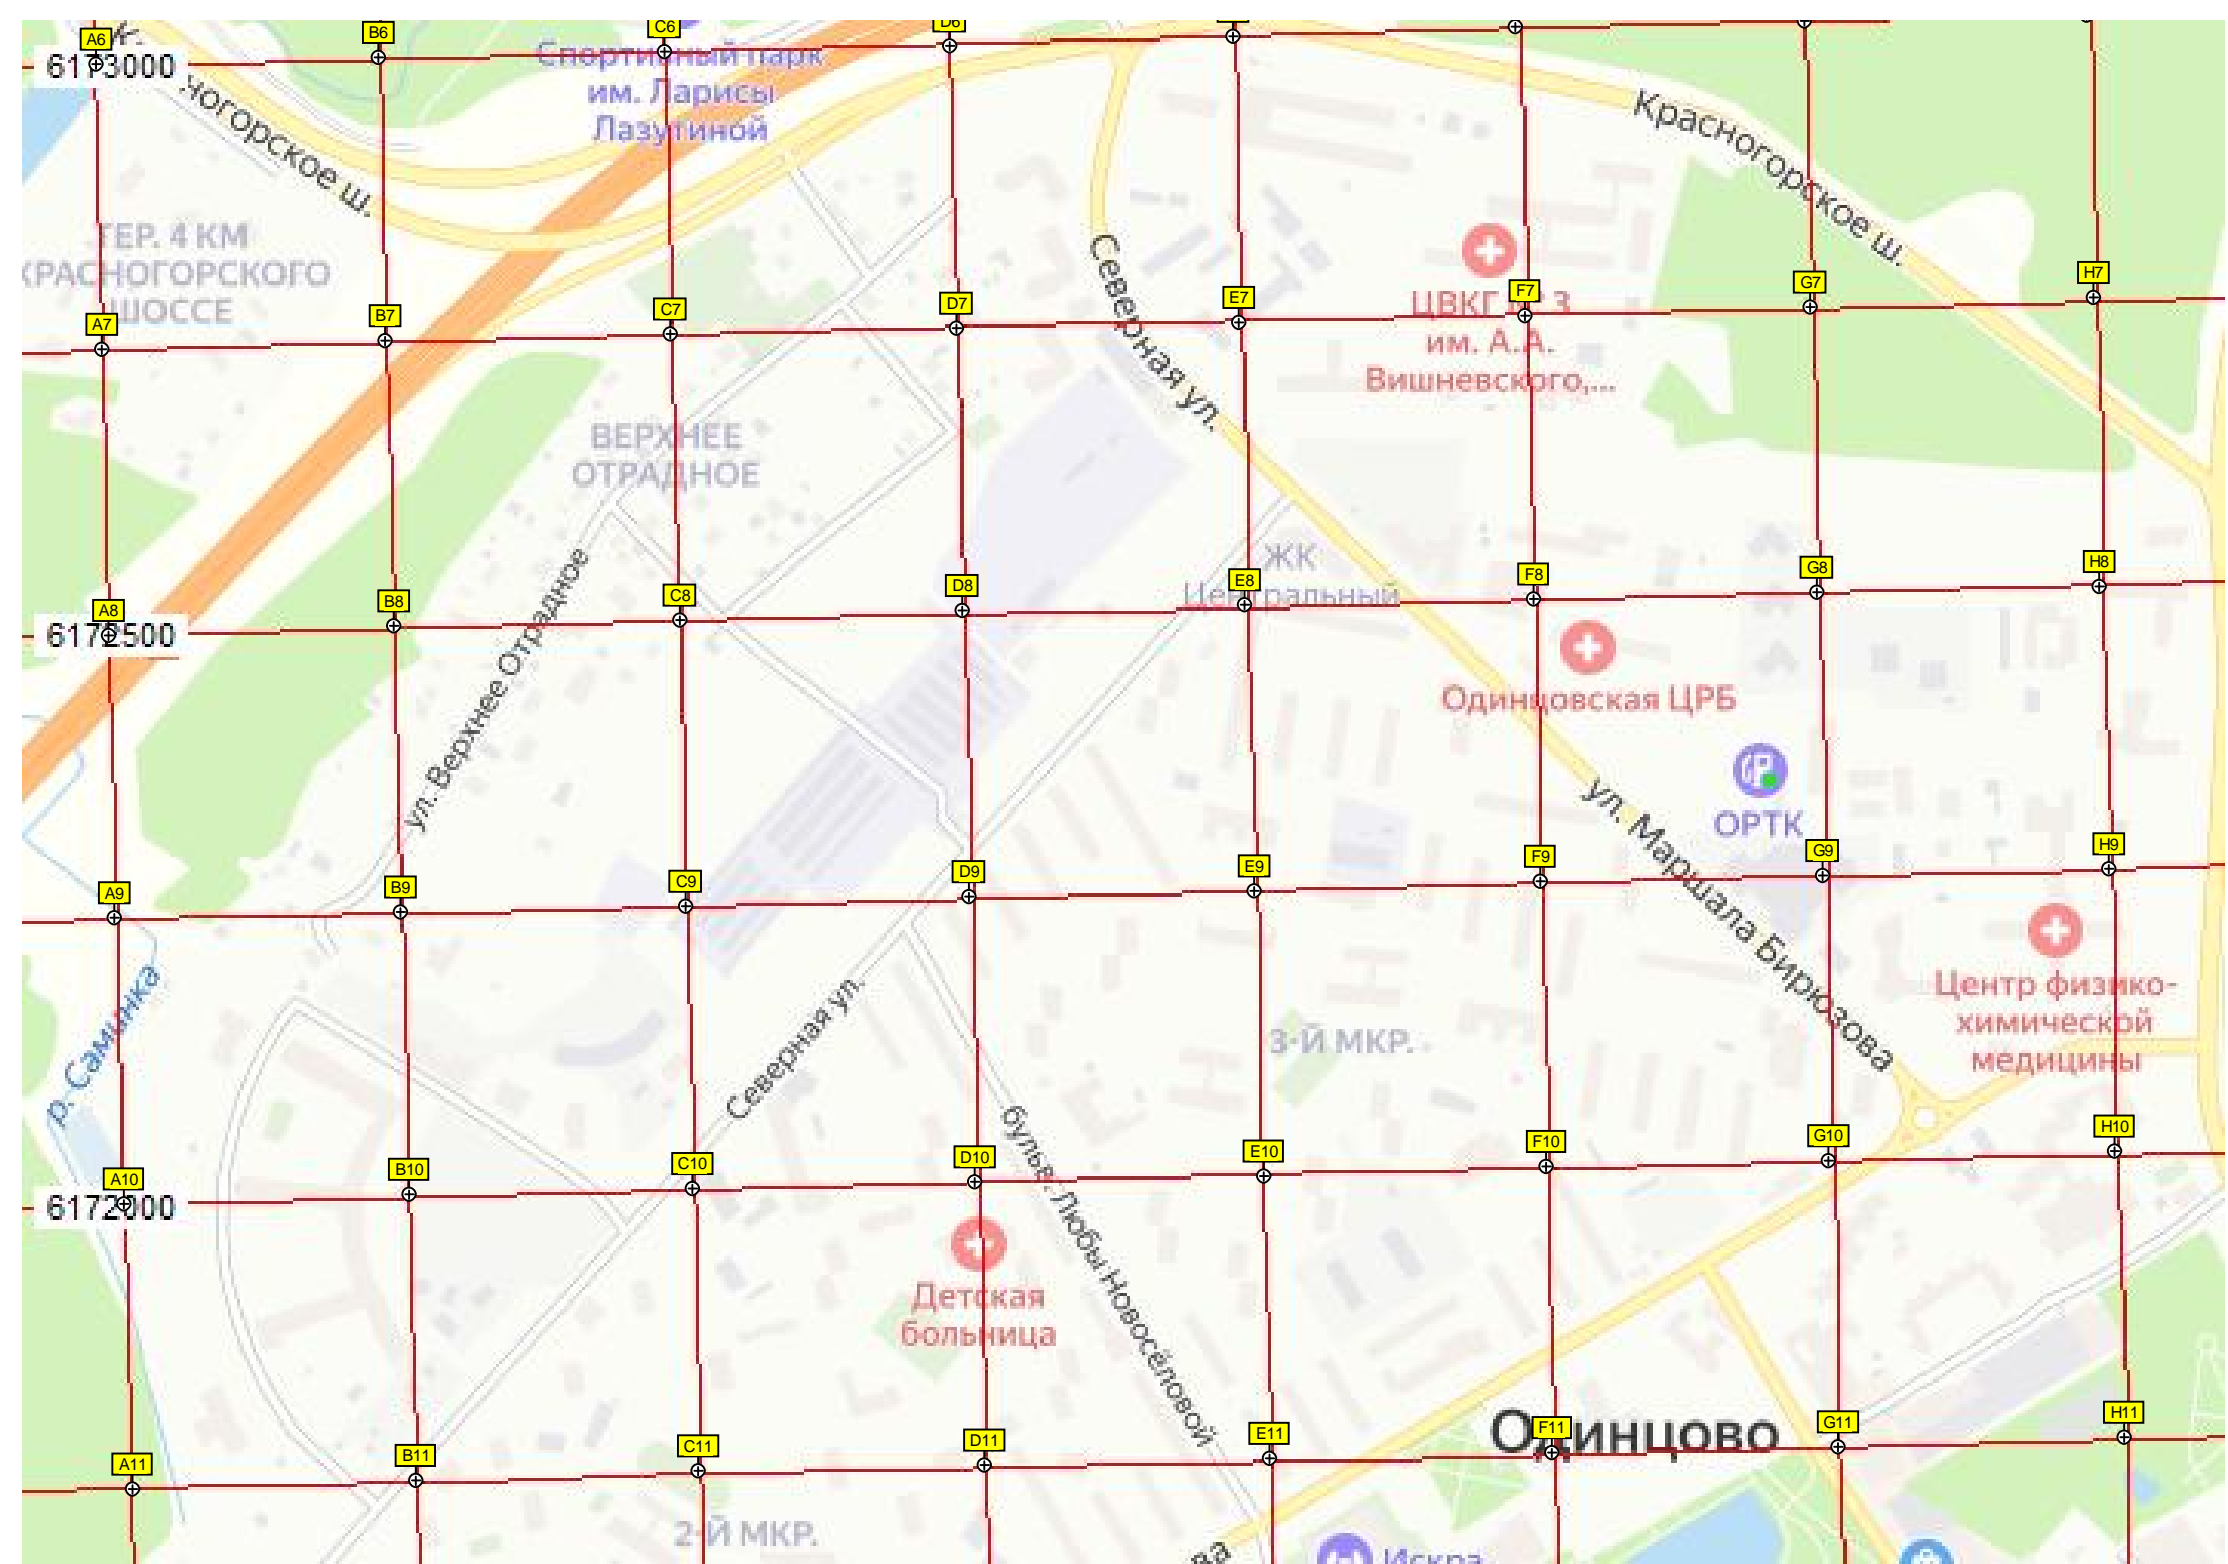 A6
B6
C6
D6
6173000
Спортивный парк
им. Ларисы
Лазутиной
ногорское ш.
Красногорское ш.
ТЕР. 4 КМ
КРАСНОГОРСКОГО
ШОССЕ
Северная ул.
A7
B7
C7
D7
E7
F7
G7
H7
ЦВКГ № 3
им. А.А.
Вишневского,...
ВЕРХНЕЕ
ОТРАДНОЕ
ул. Верхнее Отрадное
ЖК
Центральный
A8
B8
C8
D8
E8
F8
G8
H8
6172500
Одинцовская ЦРБ
ОРТК
ул. Маршала Бирюзова
A9
B9
C9
D9
E9
F9
G9
H9
р. Саминка
Северная ул.
3-Й МКР.
Центр физико-
химической
медицины
бульв. Любы Новосёловой
A10
B10
C10
D10
E10
F10
G10
H10
6172000
Детская
больница
Одинцово
A11
B11
C11
D11
E11
F11
G11
H11
2-Й МКР.
ва
Искра